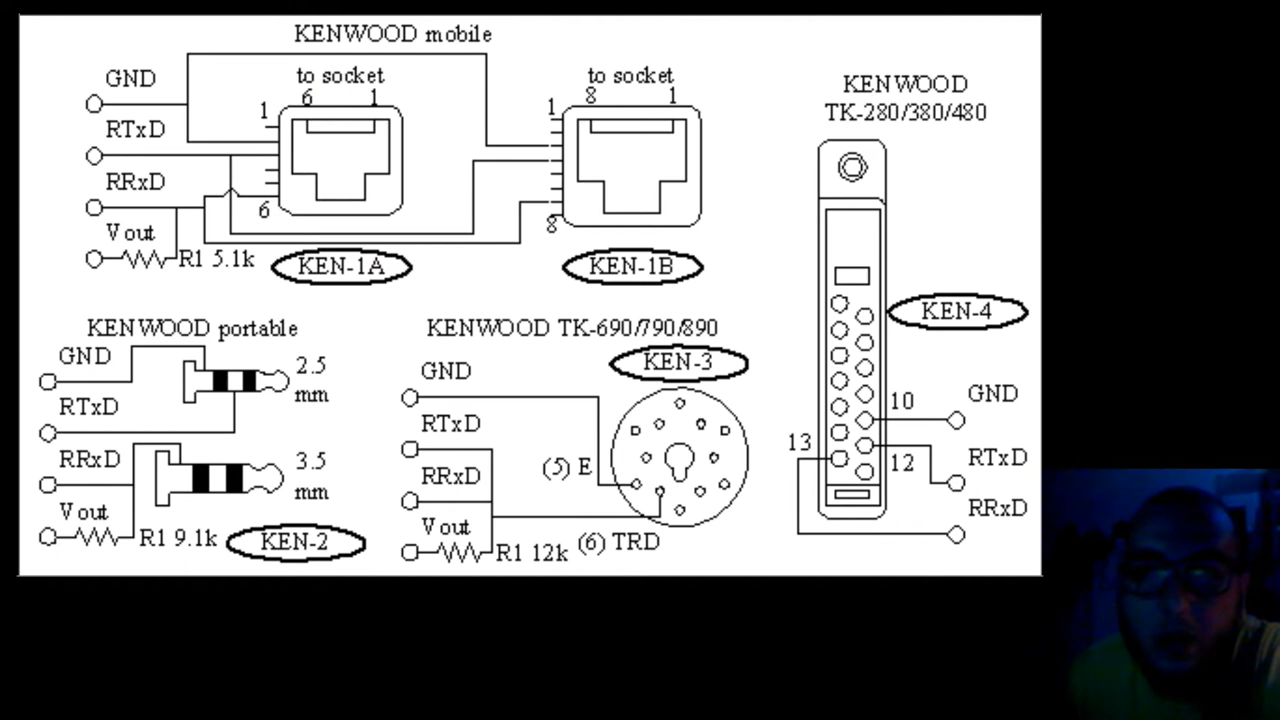 KENWOOD mobile
GND
RTxD
RRxD
Vout
R1 5.1k
to socket
6 1
1
6
KEN-1A
to socket
8 1
1
8
KEN-1B
KENWOOD portable
GND
RTxD
RRxD
Vout
R1 9.1k
2.5
mm
3.5
mm
KEN-2
KENWOOD TK-690/790/890
KEN-3
GND
RTxD
RRxD
Vout
R1 12k
(5) E
(6) TRD
KENWOOD
TK-280/380/480
KEN-4
10
GND
13
12
RTxD
RRxD